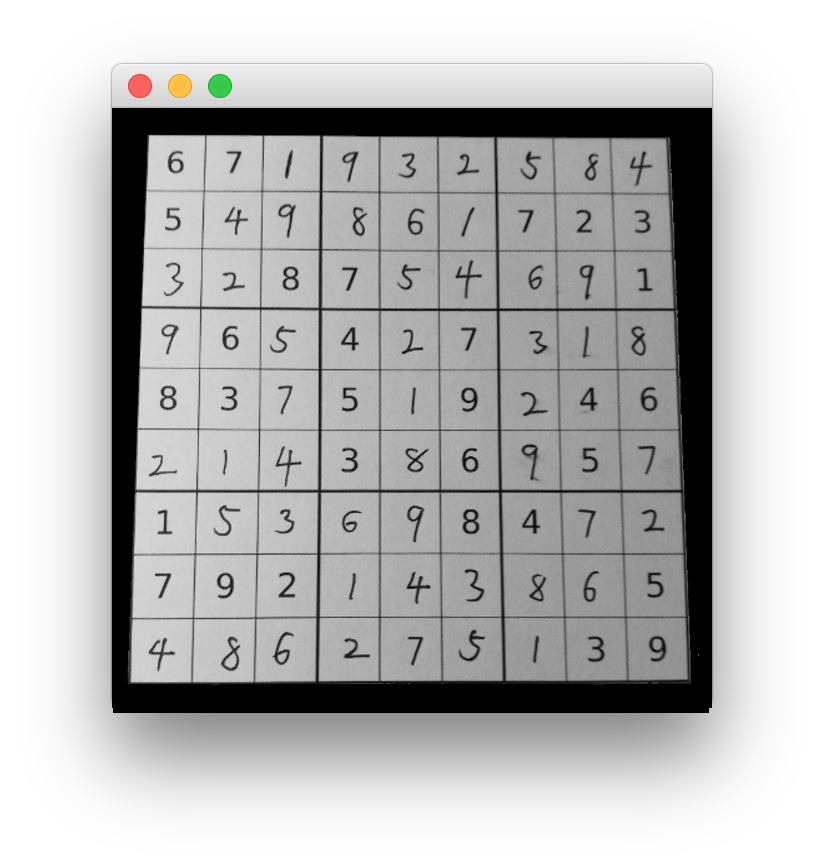 6 7 1 9 3 2 5 8 4
5 4 9 8 6 1 7 2 3
3 2 8 7 5 4 6 9 1
9 6 5 4 2 7 3 1 8
8 3 7 5 1 9 2 4 6
2 1 4 3 8 6 9 5 7
1 5 3 6 9 8 4 7 2
7 9 2 1 4 3 8 6 5
4 8 6 2 7 5 1 3 9